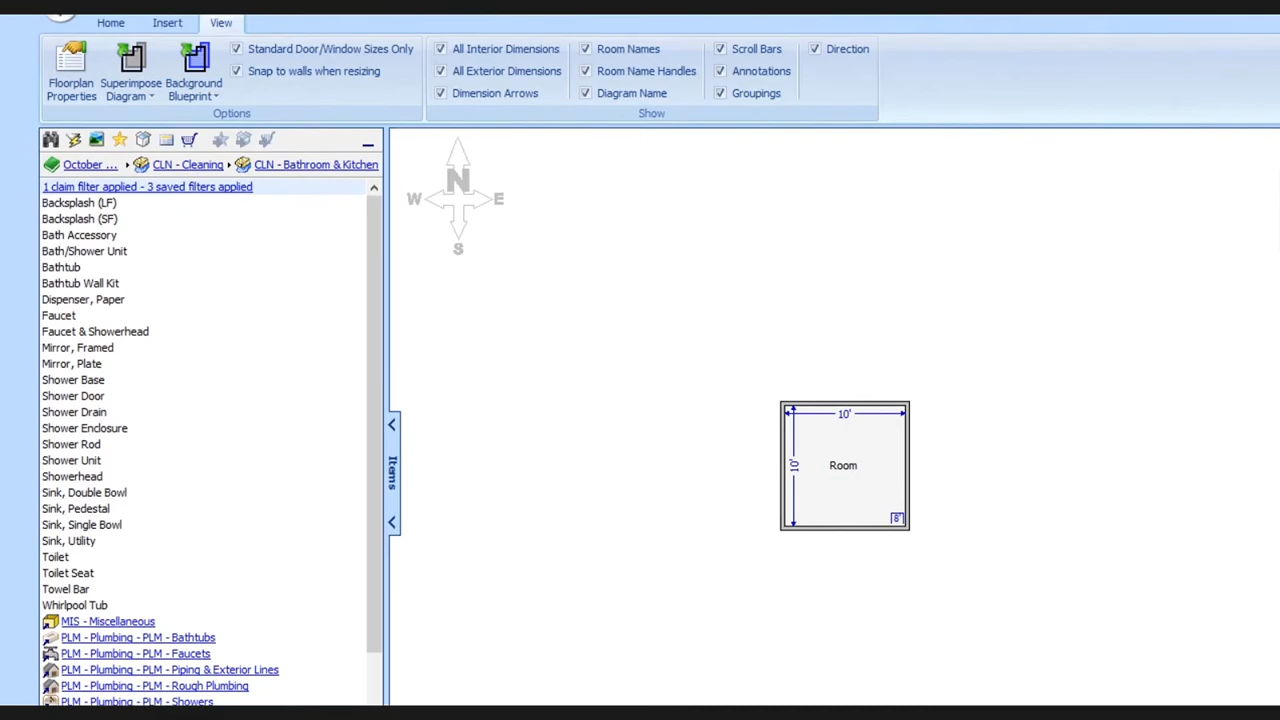 Home Insert View
Floorplan Properties
Superimpose Diagram
Background Blueprint
Standard Door/Window Sizes Only
Snap to walls when resizing
Options
All Interior Dimensions
All Exterior Dimensions
Dimension Arrows
Room Names
Room Name Handles
Diagram Name
Scroll Bars
Annotations
Groupings
Direction
Show
October ... CLN - Cleaning CLN - Bathroom & Kitchen
1 claim filter applied - 3 saved filters applied
Backsplash (LF)
Backsplash (SF)
Bath Accessory
Bath/Shower Unit
Bathtub
Bathtub Wall Kit
Dispenser, Paper
Faucet
Faucet & Showerhead
Mirror, Framed
Mirror, Plate
Shower Base
Shower Door
Shower Drain
Shower Enclosure
Shower Rod
Shower Unit
Showerhead
Sink, Double Bowl
Sink, Pedestal
Sink, Single Bowl
Sink, Utility
Toilet
Toilet Seat
Towel Bar
Whirlpool Tub
MIS - Miscellaneous
PLM - Plumbing - PLM - Bathtubs
PLM - Plumbing - PLM - Faucets
PLM - Plumbing - PLM - Piping & Exterior Lines
PLM - Plumbing - PLM - Rough Plumbing
PLM - Plumbing - PLM - Showers
Items
N
W E
S
10'
10'
Room
8'